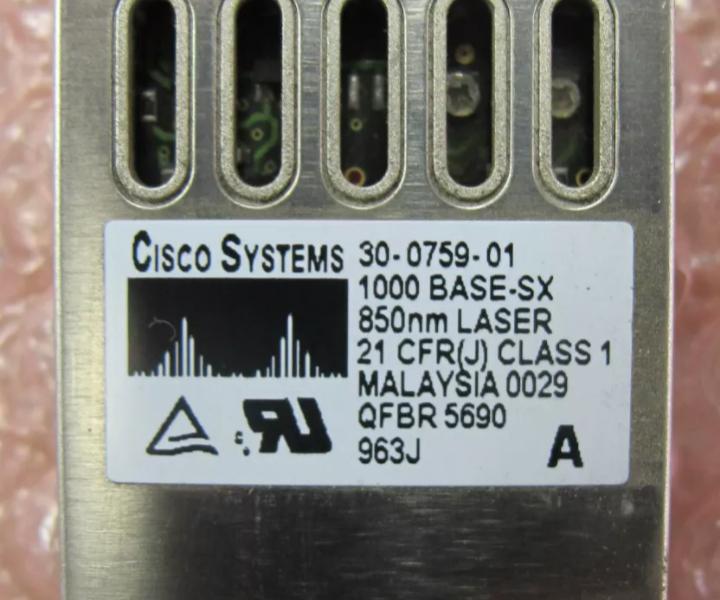 CISCO SYSTEMS
30-0759-01
1000 BASE-SX
850nm LASER
21 CFR(J) CLASS 1
MALAYSIA 0029
QFBR 5690
963J
A
c